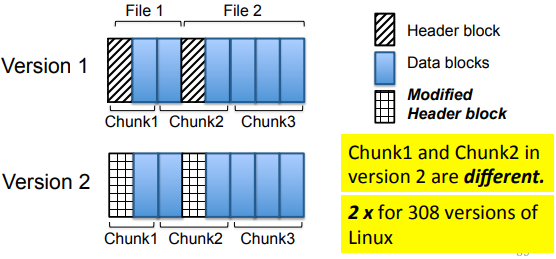 File 1
File 2
Version 1
Chunk1
Chunk2
Chunk3
Version 2
Chunk1
Chunk2
Chunk3
Header block
Data blocks
Modified
Header block
Chunk1 and Chunk2 in
version 2 are different.
2 x for 308 versions of
Linux